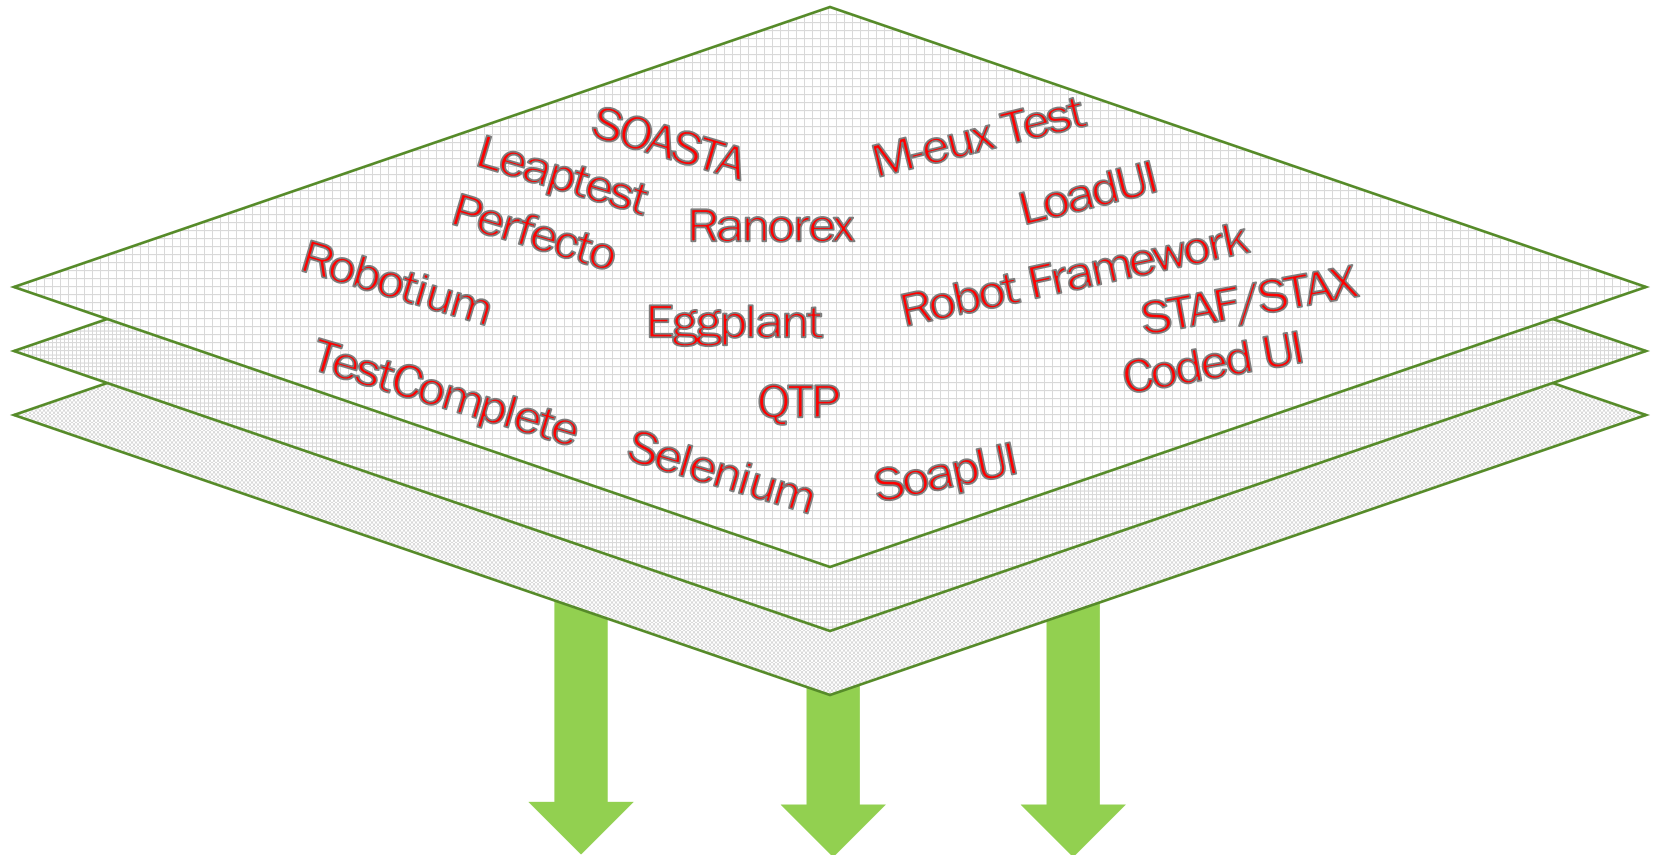 SOASTA
M-eux Test
Leaptest
LoadUI
Perfecto
Ranorex
Robotium
Robot Framework
STAF/STAX
Eggplant
Coded UI
TestComplete
QTP
Selenium
SoapUI